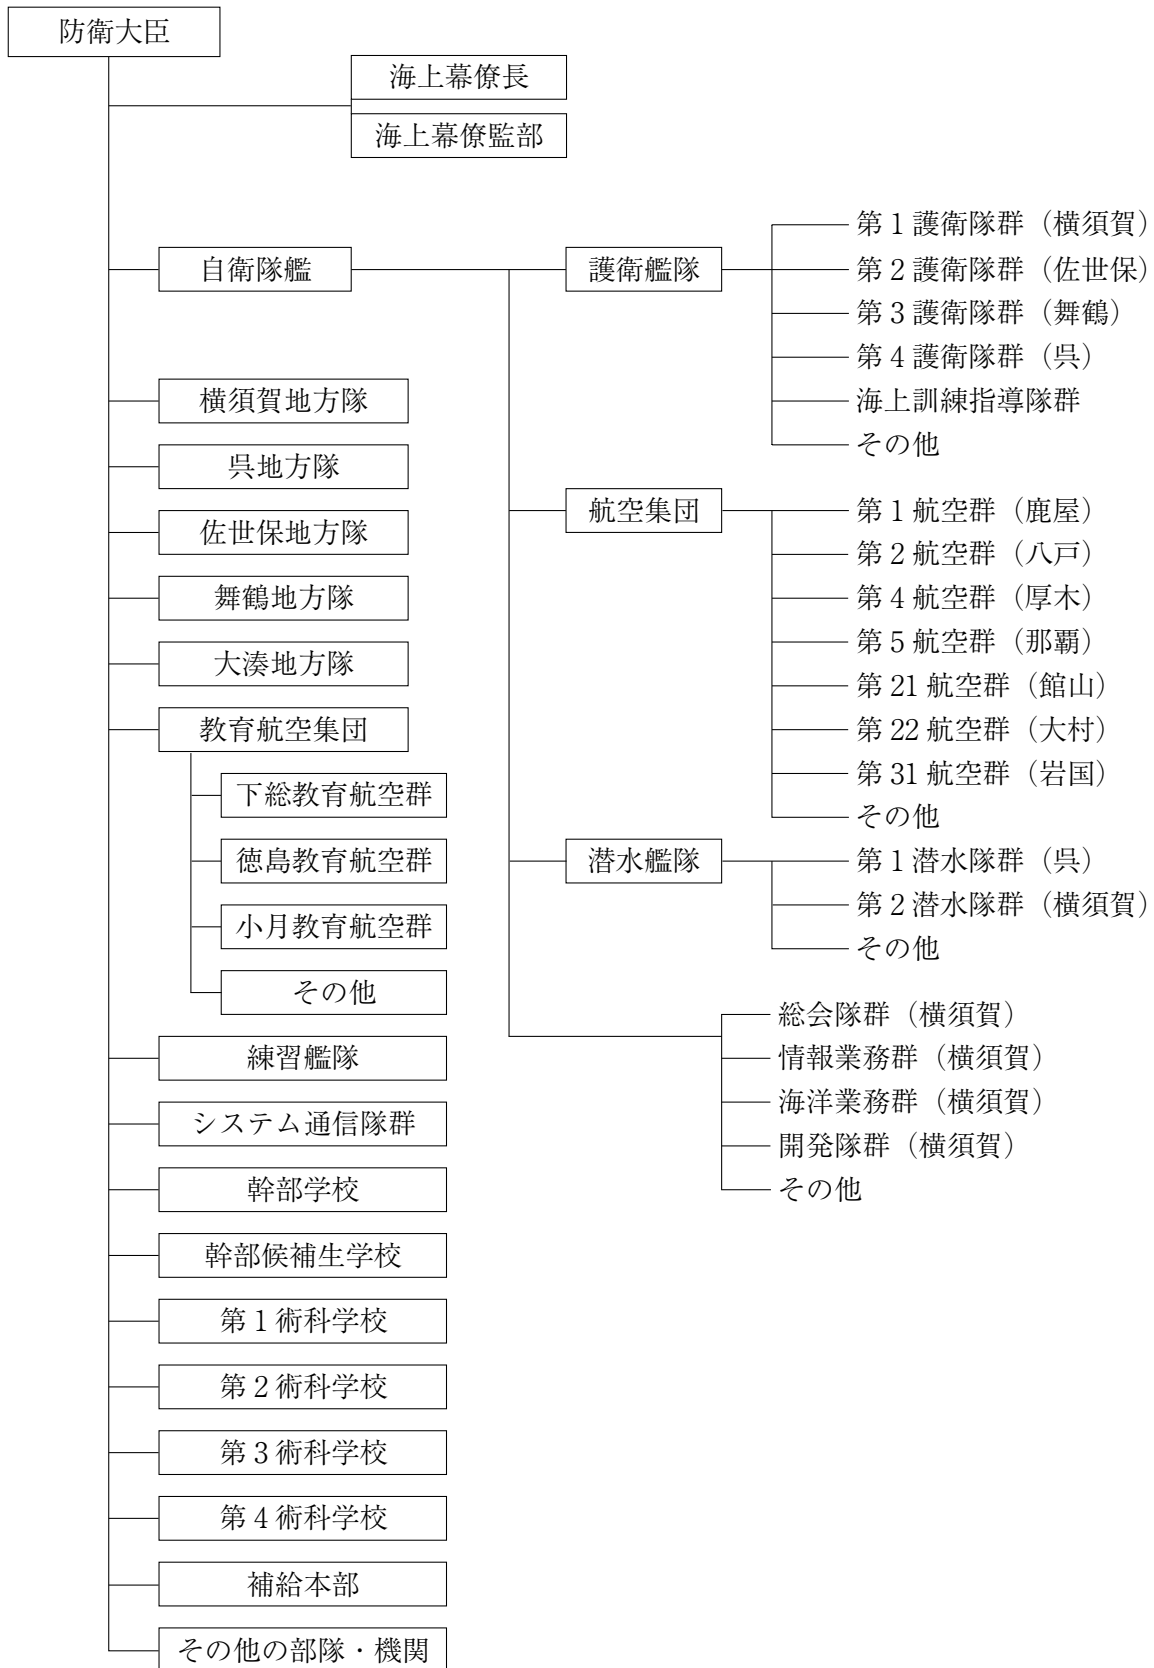 防衛大臣
海上幕僚長
海上幕僚監部
自衛隊艦
横須賀地方隊
呉地方隊
佐世保地方隊
舞鶴地方隊
大湊地方隊
教育航空集団
下総教育航空群
徳島教育航空群
小月教育航空群
その他
練習艦隊
システム通信隊群
幹部学校
幹部候補生学校
第1術科学校
第2術科学校
第3術科学校
第4術科学校
補給本部
その他の部隊・機関
護衛艦隊
第1護衛隊群（横須賀）
第2護衛隊群（佐世保）
第3護衛隊群（舞鶴）
第4護衛隊群（呉）
海上訓練指導隊群
その他
航空集団
第1航空群（鹿屋）
第2航空群（八戸）
第4航空群（厚木）
第5航空群（那覇）
第21航空群（館山）
第22航空群（大村）
第31航空群（岩国）
その他
潜水艦隊
第1潜水隊群（呉）
第2潜水隊群（横須賀）
その他
総会隊群（横須賀）
情報業務群（横須賀）
海洋業務群（横須賀）
開発隊群（横須賀）
その他